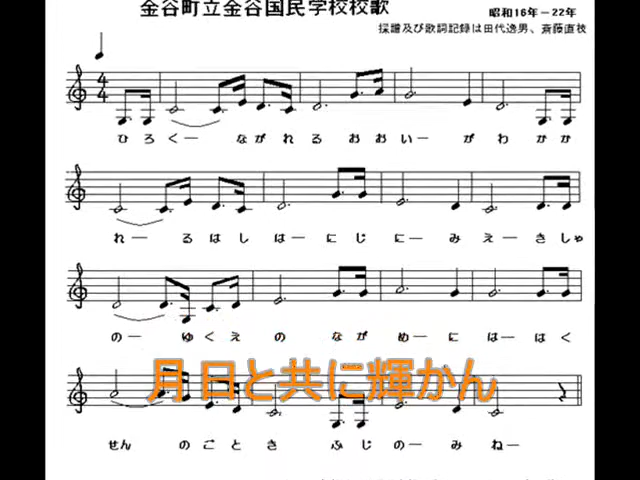 金谷町立金谷国民学校校歌
昭和16年－22年
採譜及び歌詞記録は田代逸男、斎藤直枝
ひろくー ながれる おおいー が わかか
れー るはし はーにじ にー みえーきしゃ
のー ゆくえ の なが めーに はーはく
月日と共に輝かん
せん のごとき ふじ のー みねー